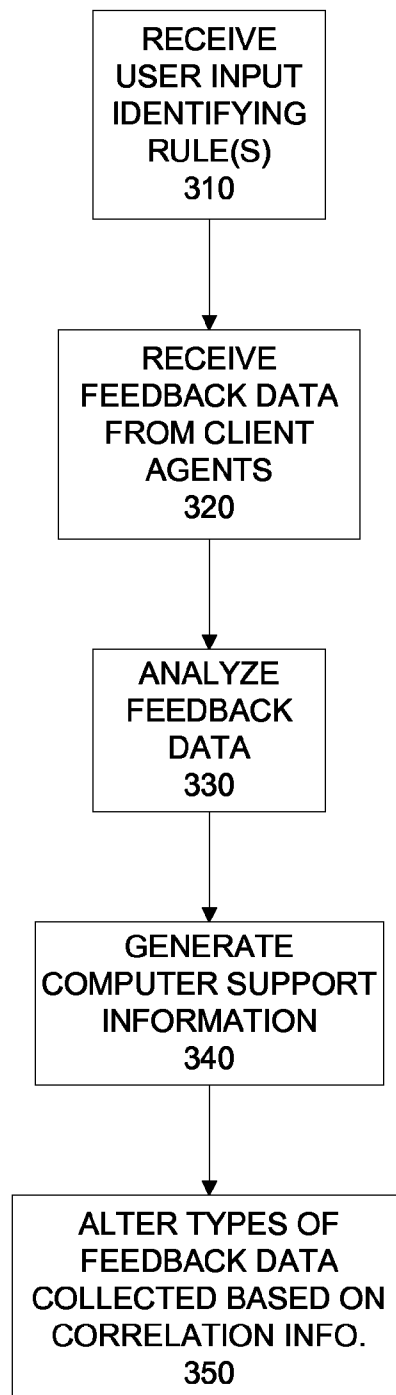 RECEIVE
USER INPUT
IDENTIFYING
RULE(S)
310
RECEIVE
FEEDBACK DATA
FROM CLIENT
AGENTS
320
ANALYZE
FEEDBACK
DATA
330
GENERATE
COMPUTER SUPPORT
INFORMATION
340
ALTER TYPES OF
FEEDBACK DATA
COLLECTED BASED ON
CORRELATION INFO.
350